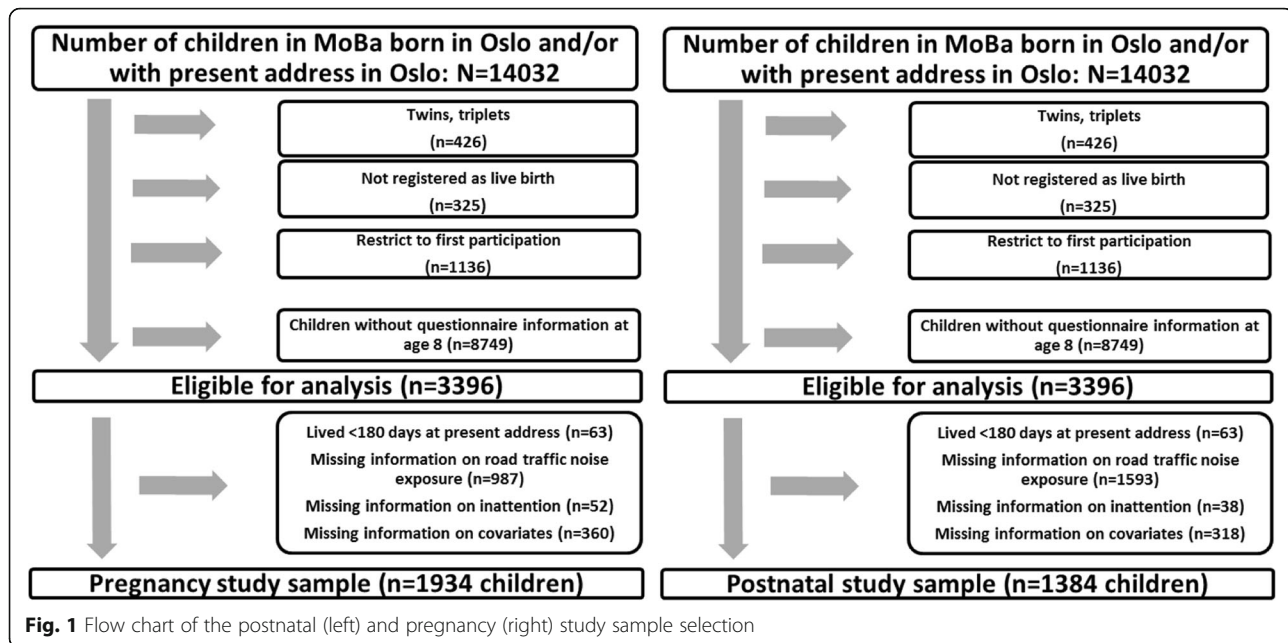 Number of children in MoBa born in Oslo and/or
with present address in Oslo: N=14032
Twins, triplets
(n=426)
Not registered as live birth
(n=325)
Restrict to first participation
(n=1136)
Children without questionnaire information at
age 8 (n=8749)
Eligible for analysis (n=3396)
Lived <180 days at present address (n=63)
Missing information on road traffic noise
exposure (n=987)
Missing information on inattention (n=52)
Missing information on covariates (n=360)
Pregnancy study sample (n=1934 children)
Number of children in MoBa born in Oslo and/or
with present address in Oslo: N=14032
Twins, triplets
(n=426)
Not registered as live birth
(n=325)
Restrict to first participation
(n=1136)
Children without questionnaire information at
age 8 (n=8749)
Eligible for analysis (n=3396)
Lived <180 days at present address (n=63)
Missing information on road traffic noise
exposure (n=1593)
Missing information on inattention (n=38)
Missing information on covariates (n=318)
Postnatal study sample (n=1384 children)
Fig. 1 Flow chart of the postnatal (left) and pregnancy (right) study sample selection